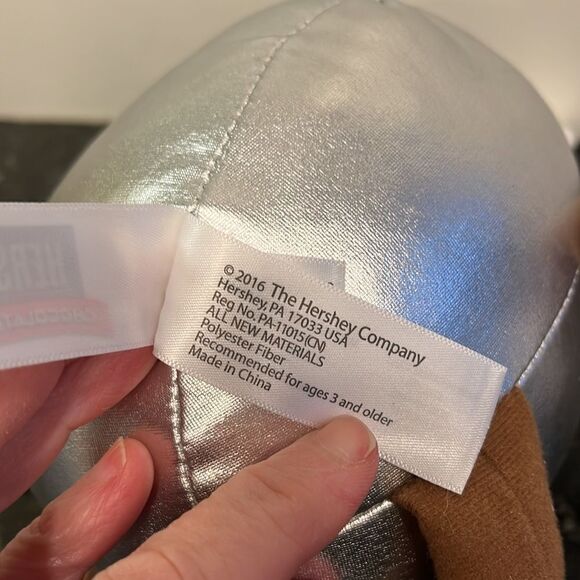 © 2016 The Hershey Company
Hershey, PA 17033 USA
Reg No. PA-11015(CN)
ALL NEW MATERIALS
Polyester Fiber
Recommended for ages 3 and older
Made in China